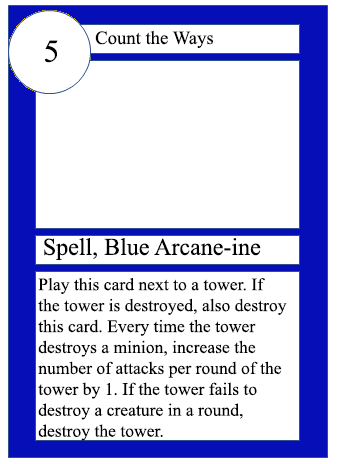 5
Count the Ways
Spell, Blue Arcane-ine
Play this card next to a tower. If
the tower is destroyed, also destroy
this card. Every time the tower
destroys a minion, increase the
number of attacks per round of the
tower by 1. If the tower fails to
destroy a creature in a round,
destroy the tower.